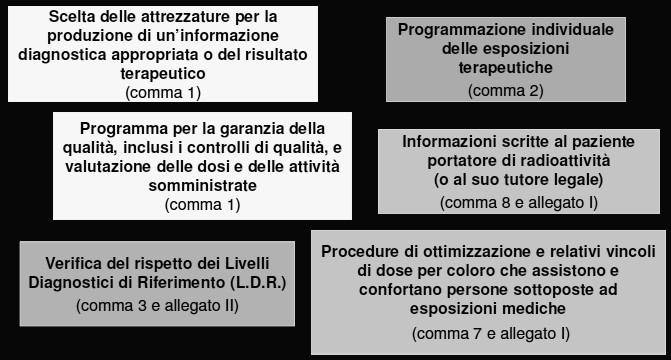 Scelta delle attrezzature per la
produzione di un'informazione
diagnostica appropriata o del risultato
terapeutico
(comma 1)
Programmazione individuale
delle esposizioni
terapeutiche
(comma 2)
Programma per la garanzia della
qualità, inclusi i controlli di qualità, e
valutazione delle dosi e delle attività
somministrate
(comma 1)
Informazioni scritte al paziente
portatore di radioattività
(o al suo tutore legale)
(comma 8 e allegato I)
Verifica del rispetto dei Livelli
Diagnostici di Riferimento (L.D.R.)
(comma 3 e allegato II)
Procedure di ottimizzazione e relativi vincoli
di dose per coloro che assistono e
confortano persone sottoposte ad
esposizioni mediche
(comma 7 e allegato I)